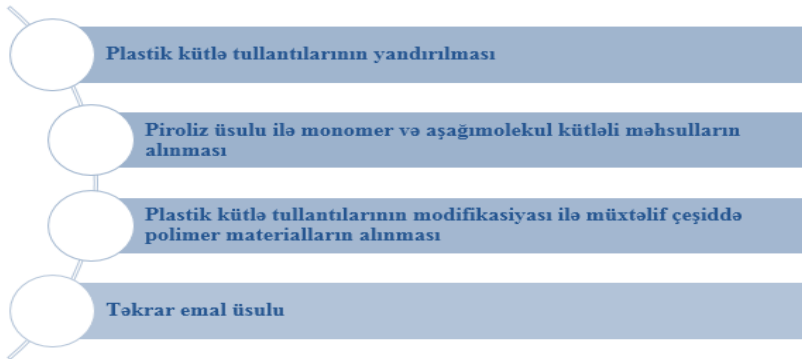 Plastik kütlə tullantılarının yandırılması
Piroliz üsulu ilə monomer və aşağımolekul kütləli məhsulların
alınması
Plastik kütlə tullantılarının modifikasiyası ilə müxtəlif çeşiddə
polimer materialların alınması
Təkrar emal üsulu